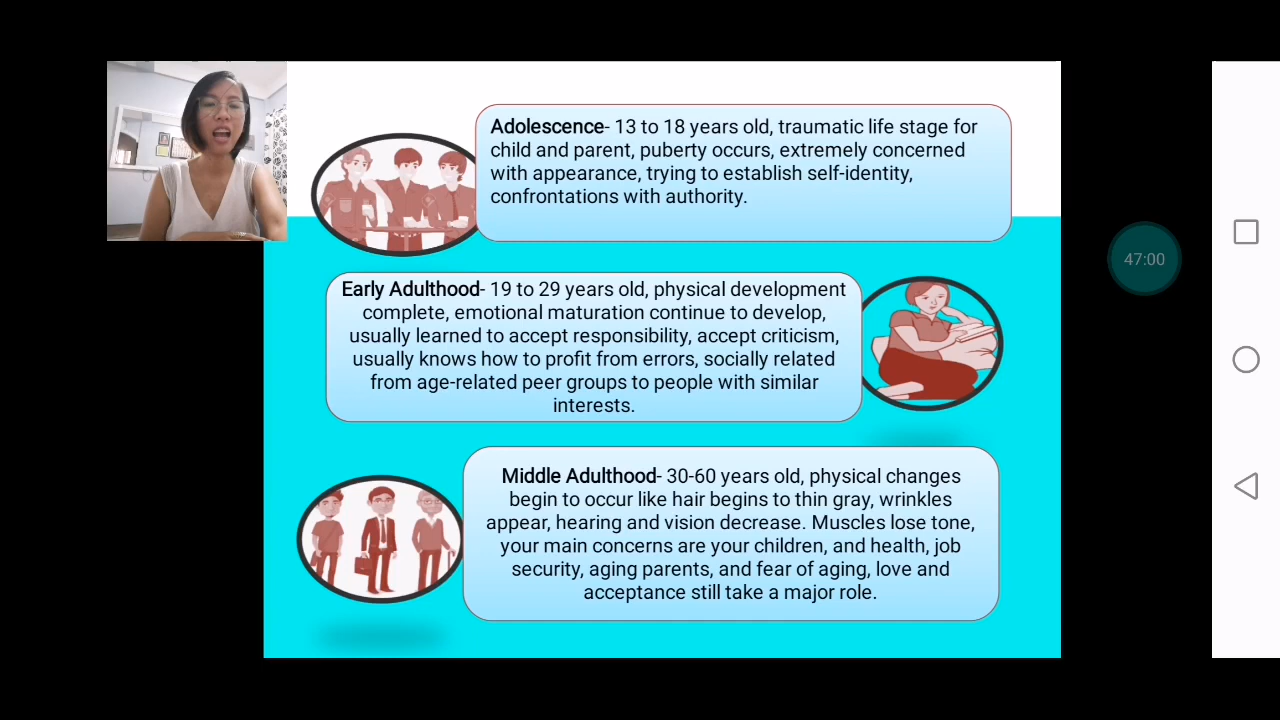 Adolescence- 13 to 18 years old, traumatic life stage for
child and parent, puberty occurs, extremely concerned
with appearance, trying to establish self-identity,
confrontations with authority.
47:00
Early Adulthood- 19 to 29 years old, physical development
complete, emotional maturation continue to develop,
usually learned to accept responsibility, accept criticism,
usually knows how to profit from errors, socially related
from age-related peer groups to people with similar
interests.
Middle Adulthood- 30-60 years old, physical changes
begin to occur like hair begins to thin gray, wrinkles
appear, hearing and vision decrease. Muscles lose tone,
your main concerns are your children, and health, job
security, aging parents, and fear of aging, love and
acceptance still take a major role.